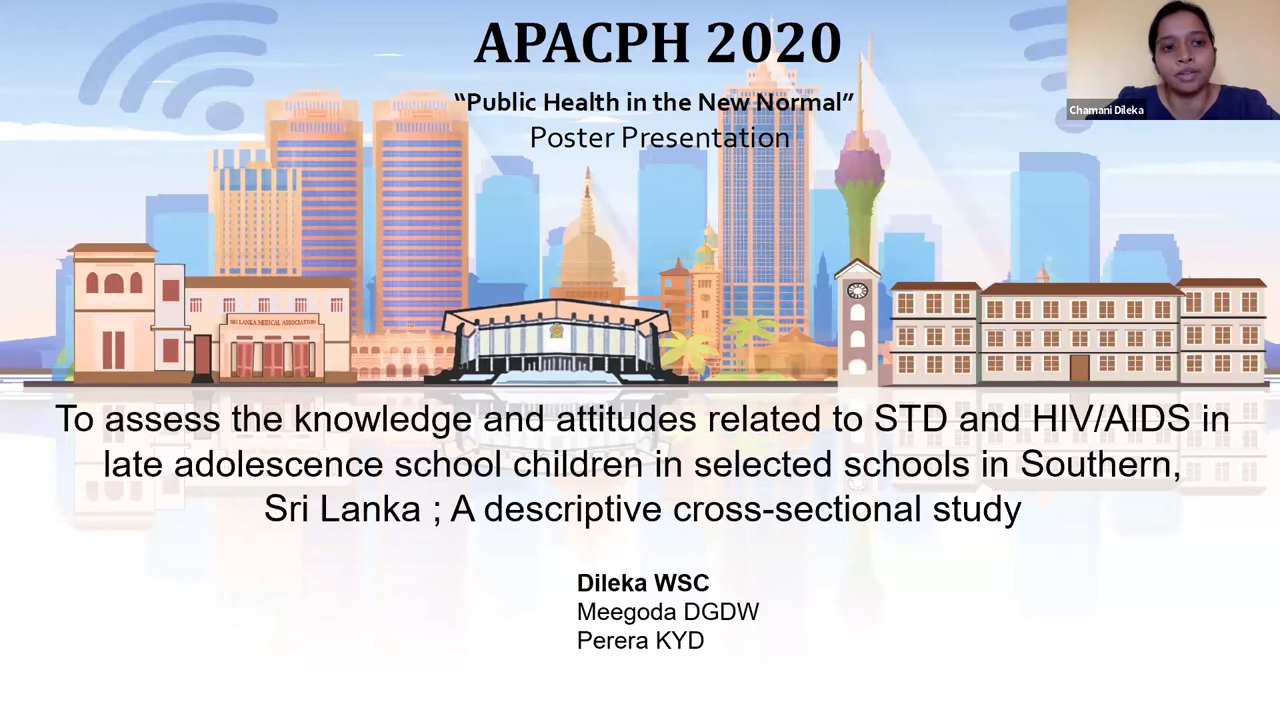 APACPH 2020
“Public Health in the New Normal”
Poster Presentation
Chamani Dileka
SRI LANKA MEDICAL ASSOCIATION
To assess the knowledge and attitudes related to STD and HIV/AIDS in
late adolescence school children in selected schools in Southern,
Sri Lanka ; A descriptive cross-sectional study
Dileka WSC
Meegoda DGDW
Perera KYD